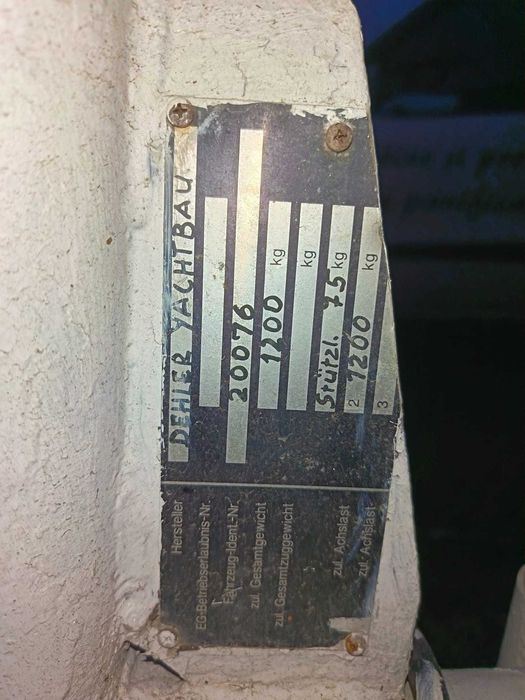 Hersteller DEHLER YACHTBAU
EG-Betriebserlaubnis-Nr.
Fahrzeug-Ident.-Nr. 20076
zul. Gesamtgewicht 1200 kg
zul. Gesamtzuggewicht kg
Stützl. 75 kg
zul. Achslast 2 1200 kg
zul. Achslast 3